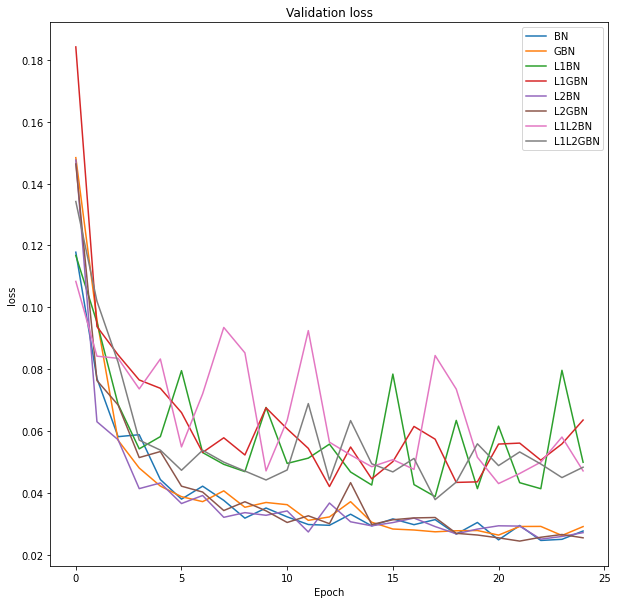 Validation loss
BN
GBN
L1BN
L1GBN
L2BN
L2GBN
L1L2BN
L1L2GBN
loss
0.18
0.16
0.14
0.12
0.10
0.08
0.06
0.04
0.02
0 5 10 15 20 25
Epoch